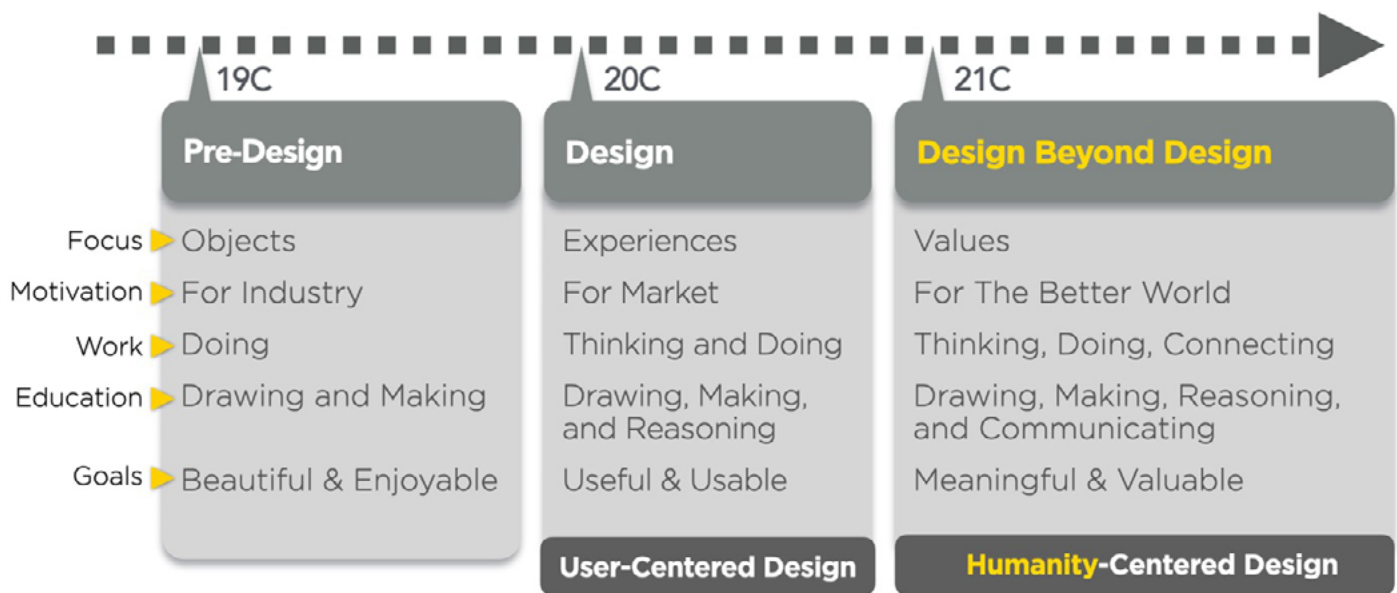 19C
20C
21C
Pre-Design
Design
Design Beyond Design
Focus
Objects
Experiences
Values
Motivation
For Industry
For Market
For The Better World
Work
Doing
Thinking and Doing
Thinking, Doing, Connecting
Education
Drawing and Making
Drawing, Making,
and Reasoning
Drawing, Making, Reasoning,
and Communicating
Goals
Beautiful & Enjoyable
Useful & Usable
Meaningful & Valuable
User-Centered Design
Humanity-Centered Design